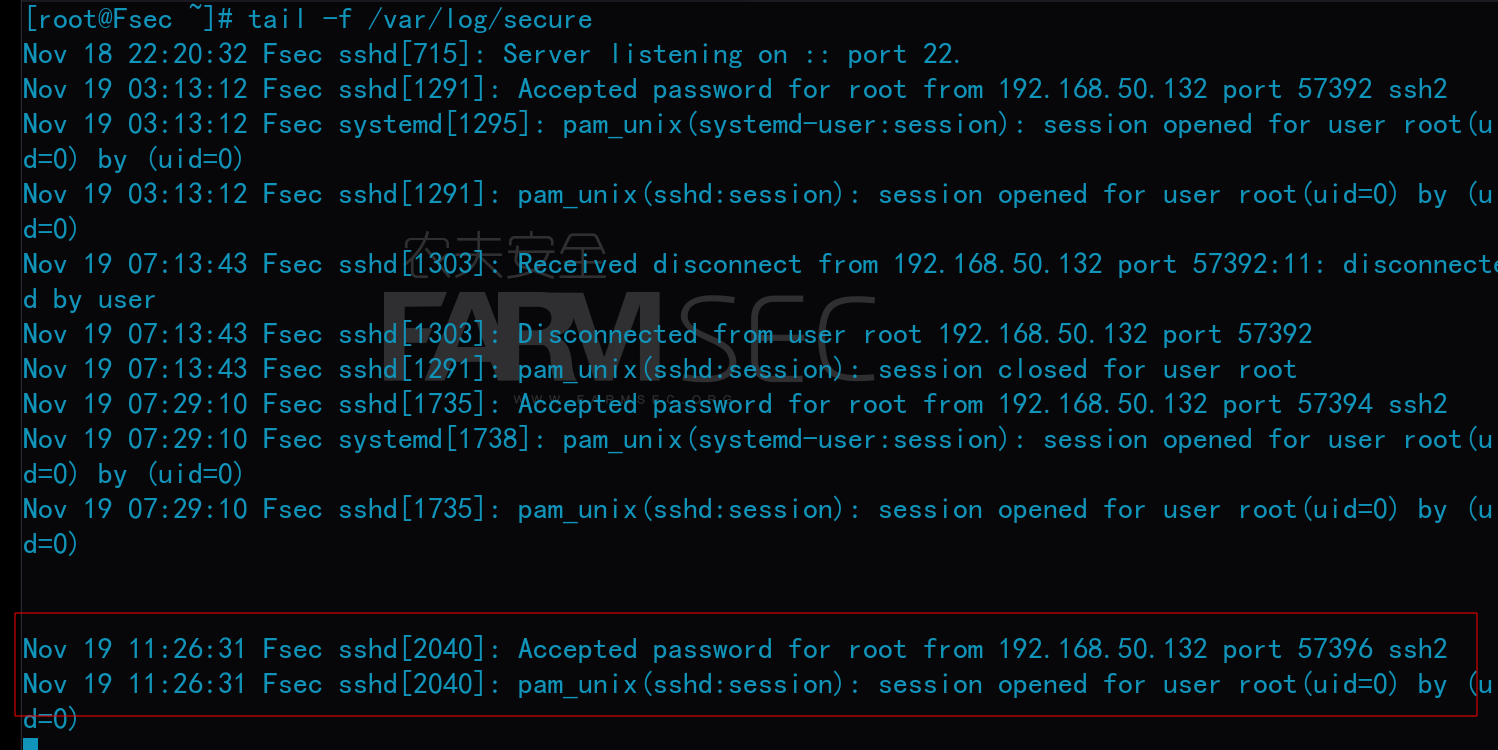 [root@Fsec ~]# tail -f /var/log/secure
Nov 18 22:20:32 Fsec sshd[715]: Server listening on :: port 22.
Nov 19 03:13:12 Fsec sshd[1291]: Accepted password for root from 192.168.50.132 port 57392 ssh2
Nov 19 03:13:12 Fsec systemd[1295]: pam_unix(systemd-user:session): session opened for user root(u
d=0) by (uid=0)
Nov 19 03:13:12 Fsec sshd[1291]: pam_unix(sshd:session): session opened for user root(uid=0) by (u
d=0)
农夫安全
Nov 19 07:13:43 Fsec sshd[1303]: Received disconnect from 192.168.50.132 port 57392:11: disconnecte
d by user
FARMSEC
Nov 19 07:13:43 Fsec sshd[1303]: Disconnected from user root 192.168.50.132 port 57392
Nov 19 07:13:43 Fsec sshd[1291]: pam_unix(sshd:session): session closed for user root
WWW.FARMSEC.ORG
Nov 19 07:29:10 Fsec sshd[1735]: Accepted password for root from 192.168.50.132 port 57394 ssh2
Nov 19 07:29:10 Fsec systemd[1738]: pam_unix(systemd-user:session): session opened for user root(u
d=0) by (uid=0)
Nov 19 07:29:10 Fsec sshd[1735]: pam_unix(sshd:session): session opened for user root(uid=0) by (u
d=0)
Nov 19 11:26:31 Fsec sshd[2040]: Accepted password for root from 192.168.50.132 port 57396 ssh2
Nov 19 11:26:31 Fsec sshd[2040]: pam_unix(sshd:session): session opened for user root(uid=0) by (u
d=0)